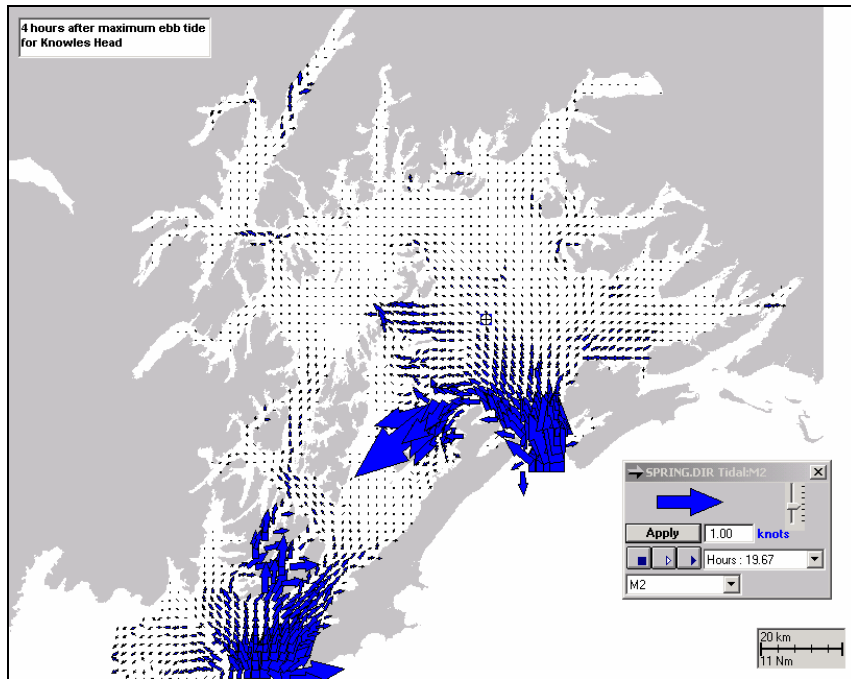 4 hours after maximum ebb tide
for Knowles Head
SPRING.DIR Tidal:M2
Apply 1.00 knots
Hours : 19.67
M2
20 km
11 Nm